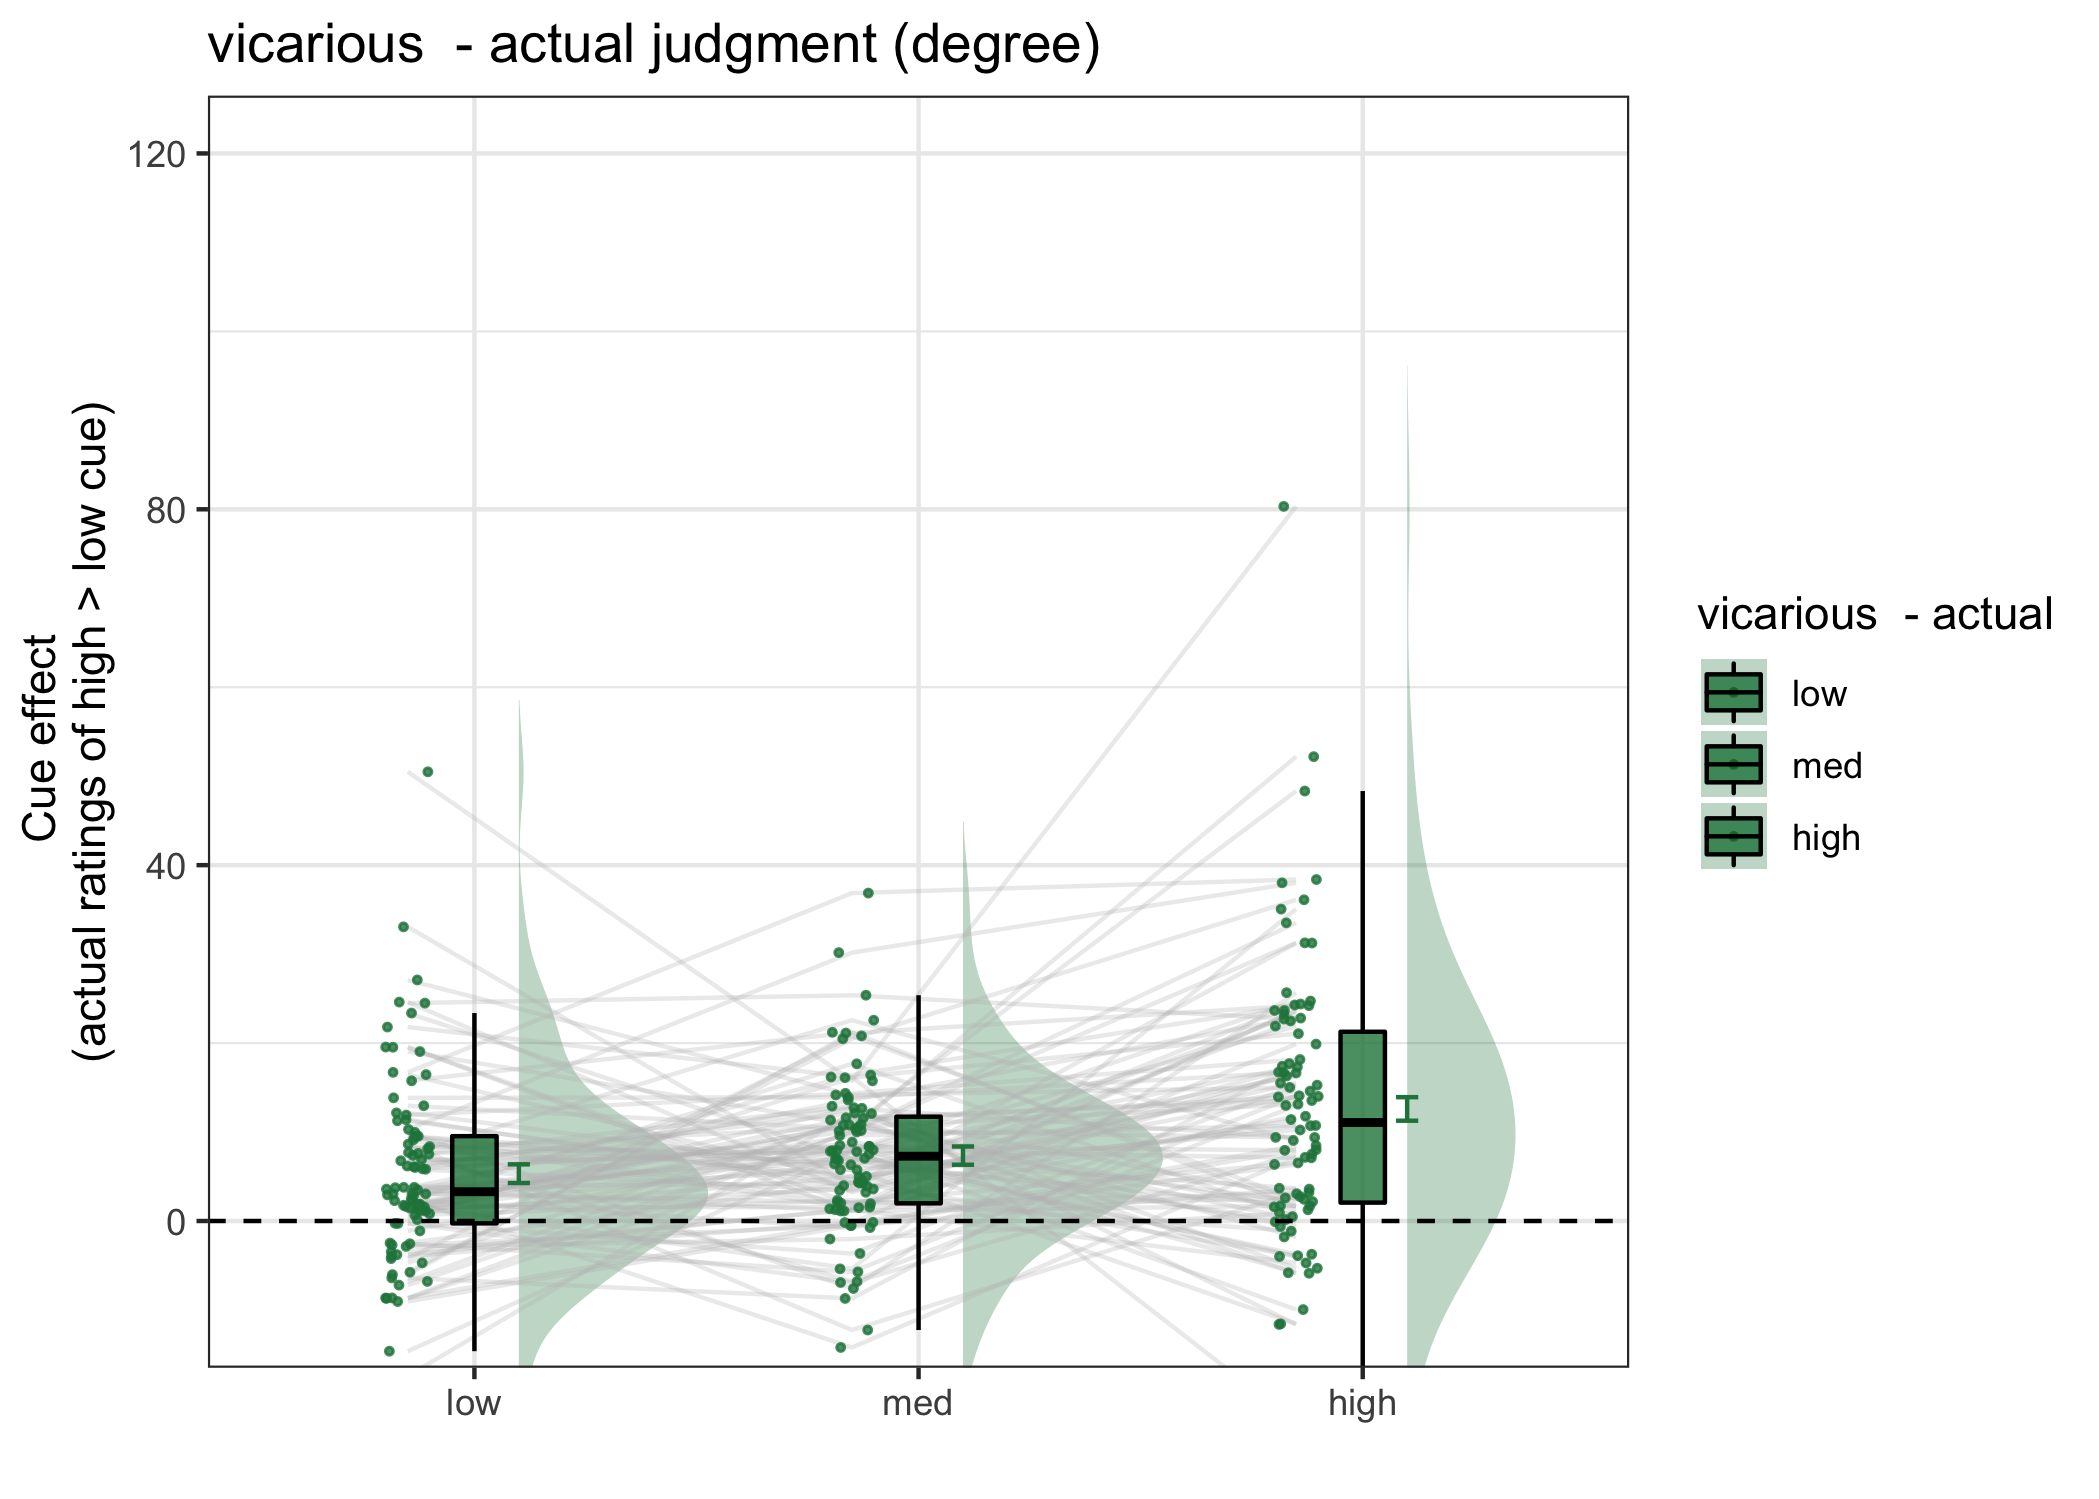 vicarious  - actual judgment (degree)
Cue effect
(actual ratings of high > low cue)
120
80
40
0
low
med
high
vicarious  - actual
low
med
high